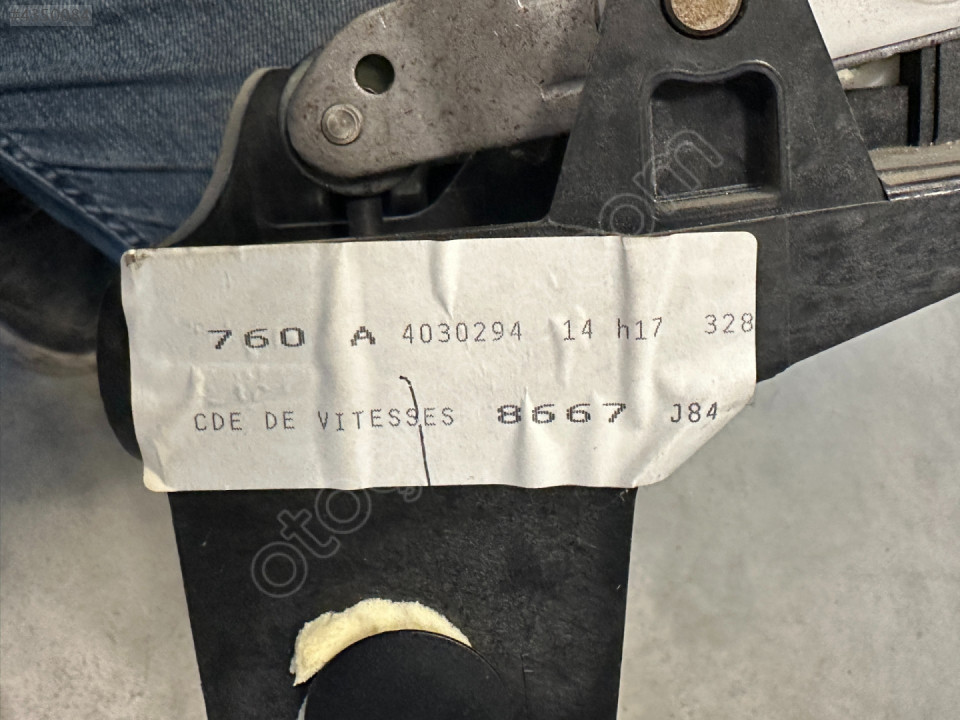 760 A 4030294 14 h17 328
CDE DE VITESSES 8667 J84